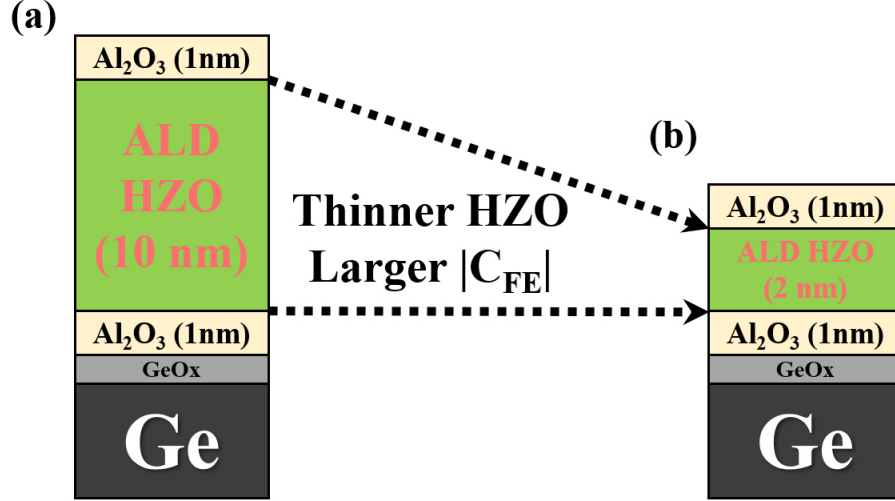 (a)
Al₂O₃ (1nm)
ALD
HZO
(10 nm)
Al₂O₃ (1nm)
GeOx
Ge
Thinner HZO
Larger |C_FE|
(b)
Al₂O₃ (1nm)
ALD HZO
(2 nm)
Al₂O₃ (1nm)
GeOx
Ge